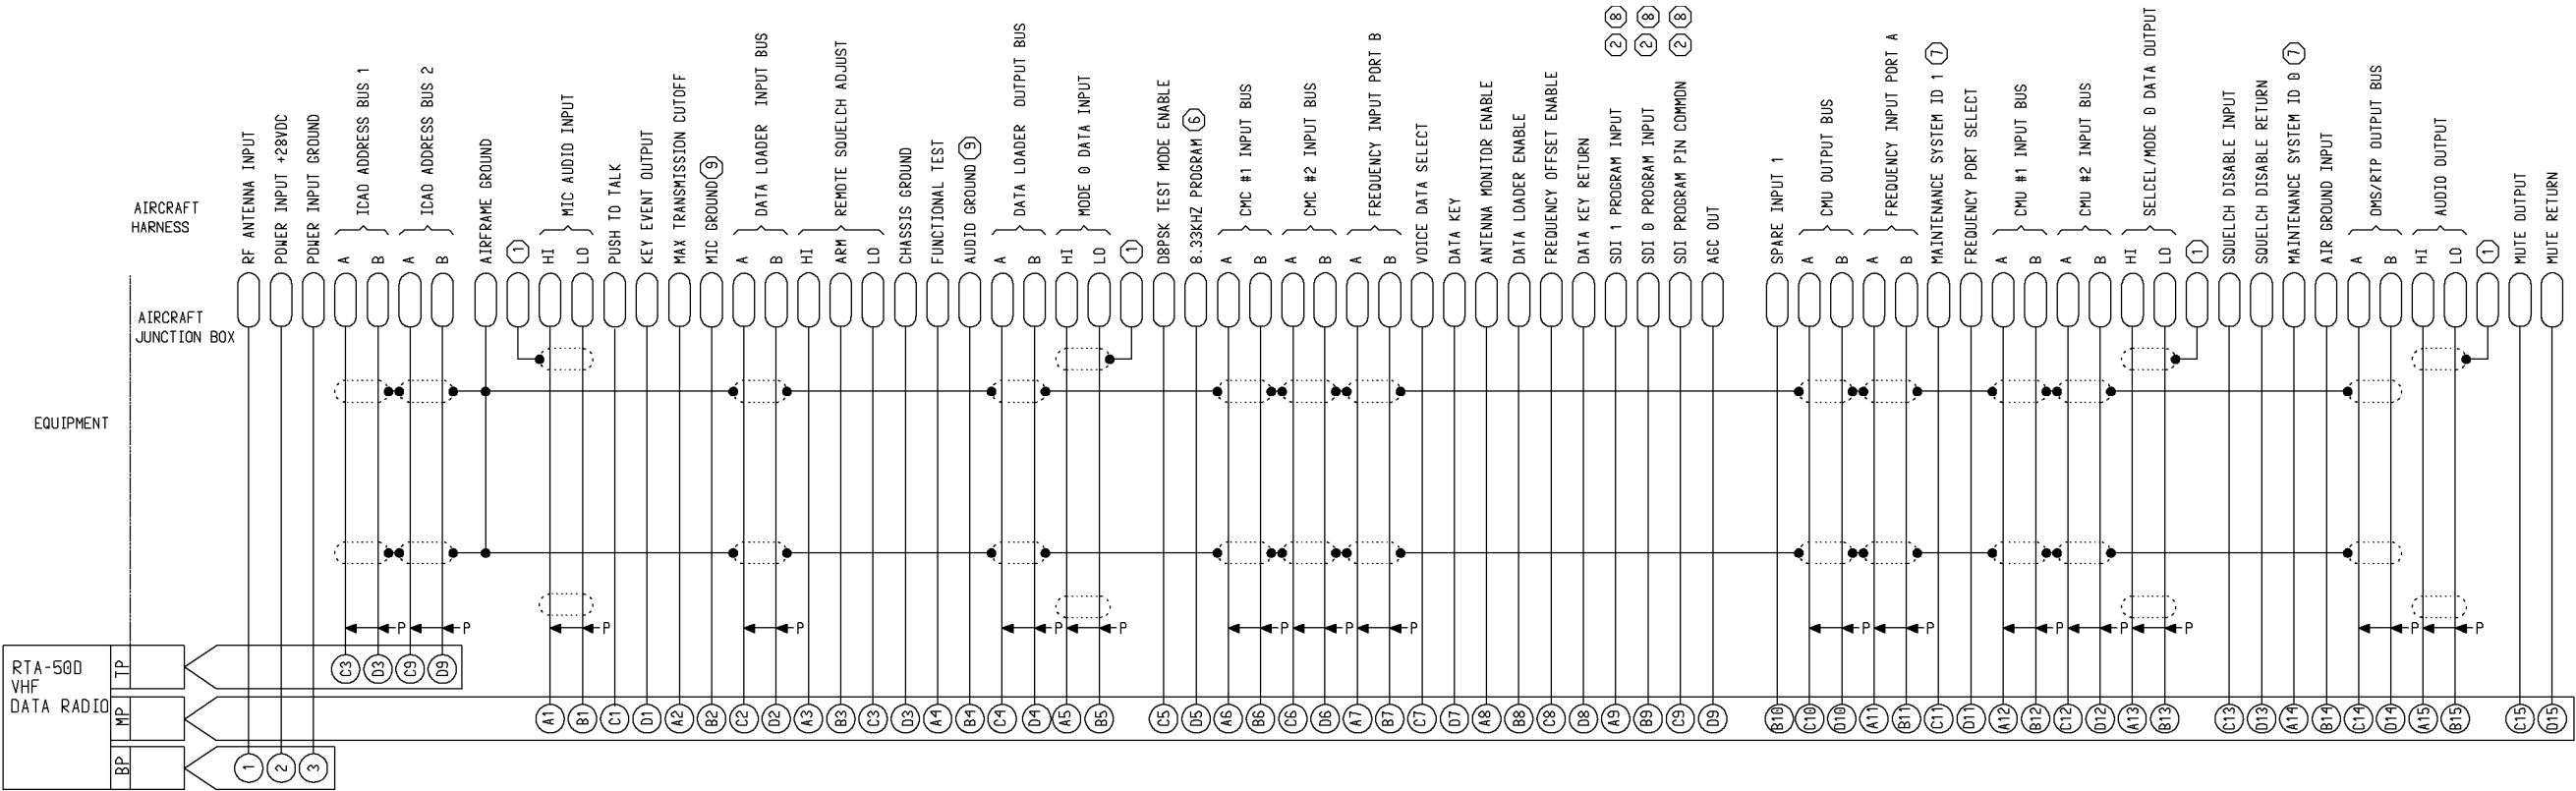 AIRCRAFT
HARNESS
AIRCRAFT
JUNCTION BOX
EQUIPMENT
RF ANTENNA INPUT
POWER INPUT +28VDC
POWER INPUT GROUND
ICAO ADDRESS BUS 1
A
B
ICAO ADDRESS BUS 2
A
B
AIRFRAME GROUND
1
MIC AUDIO INPUT
HI
LO
PUSH TO TALK
KEY EVENT OUTPUT
MAX TRANSMISSION CUTOFF
MIC GROUND 9
DATA LOADER INPUT BUS
A
B
REMOTE SQUELCH ADJUST
HI
ARM
LO
CHASSIS GROUND
FUNCTIONAL TEST
AUDIO GROUND 9
DATA LOADER OUTPUT BUS
A
B
MODE 0 DATA INPUT
HI
LO
1
D8PSK TEST MODE ENABLE
8.33KHZ PROGRAM 6
CMC #1 INPUT BUS
A
B
CMC #2 INPUT BUS
A
B
FREQUENCY INPUT PORT B
A
B
VOICE DATA SELECT
DATA KEY
ANTENNA MONITOR ENABLE
DATA LOADER ENABLE
FREQUENCY OFFSET ENABLE
DATA KEY RETURN
SDI 1 PROGRAM INPUT 2 8
SDI 0 PROGRAM INPUT 2 8
SDI PROGRAM PIN COMMON 2 8
AGC OUT
SPARE INPUT 1
CMU OUTPUT BUS
A
B
FREQUENCY INPUT PORT A
A
B
MAINTENANCE SYSTEM ID 1 7
FREQUENCY PORT SELECT
CMU #1 INPUT BUS
A
B
CMU #2 INPUT BUS
A
B
SELCEL/MODE 0 DATA OUTPUT
HI
LO
1
SQUELCH DISABLE INPUT
SQUELCH DISABLE RETURN
MAINTENANCE SYSTEM ID 0 7
AIR GROUND INPUT
OMS/RTP OUTPUT BUS
A
B
AUDIO OUTPUT
HI
LO
1
MUTE OUTPUT
MUTE RETURN
P P P P P P P P P P P P P P P P
RTA-50D
VHF
DATA RADIO
TP
C3 D3 C9 D9
MP
A1 B1 C1 D1 A2 B2 C2 D2 A3 B3 C3 D3 A4 B4 C4 D4 A5 B5 C5 D5 A6 B6 C6 D6 A7 B7 C7 D7 A8 B8 C8 D8 A9 B9 C9 D9 B10 C10 D10 A11 B11 C11 D11 A12 B12 C12 D12 A13 B13 C13 D13 A14 B14 C14 D14 A15 B15 C15 D15
BP
1 2 3